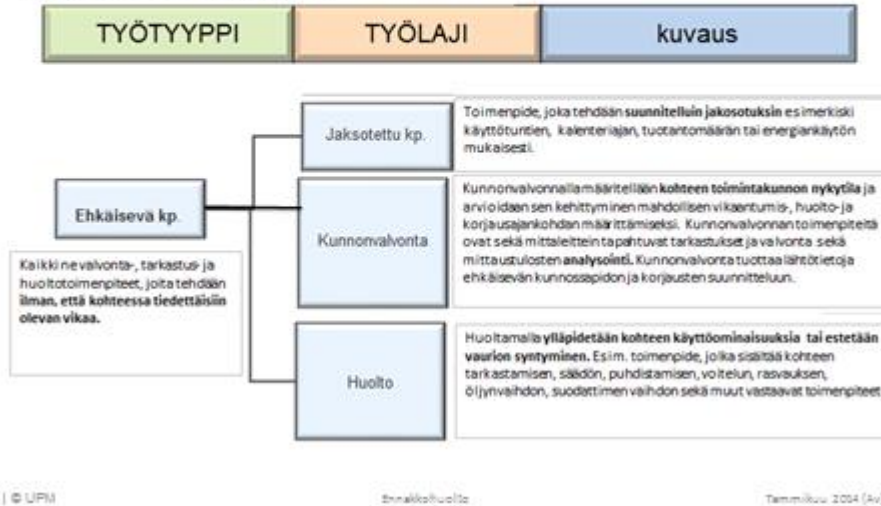 TYÖTYYPPI
TYÖLAJI
kuvaus
Jaksotettu kp.
Toimenpide, joka tehdään suunnitelluin jakosotuksin esimerkiski
käyttötuntien, kalenteriajan, tuotantomäärän tai energiankäytön
mukaisesti.
Ehkäisevä kp.
Kaikki ne valvonta-, tarkastus- ja
huoltotoimenpiteet, joita tehdään
ilman, että kohteessa tiedettäisiin
olevan vikaa.
Kunnonvalvonta
Kunnonvalvonnalla määritellään kohteen toimintakunnon nykytila ja
arvioidaan sen kehittyminen mahdollisen vikaantumis-, huolto- ja
korjausajankohdan määrittämiseksi. Kunnonvalvonnan toimenpiteitä
ovat sekä mittaleittein tapahtuvat tarkastukset ja valvonta sekä
mittaustulosten analysointi. Kunnonvalvonta tuottaa lähtötietoja
ehkäisevän kunnossapidon ja korjausten suunnitteluun.
Huolto
Huoltamalla ylläpidetään kohteen käyttöominaisuuksia tai estetään
vaurion syntyminen. Esim. toimenpide, jolka sisältää kohteen
tarkastamisen, säädön, puhdistamisen, voitelun, rasvauksen,
öljynvaihdon, suodattimen vaihdon sekä muut vastaavat toimenpiteet
| © UPM
Ennakkohuolto
Tammikuu 2014 (Av